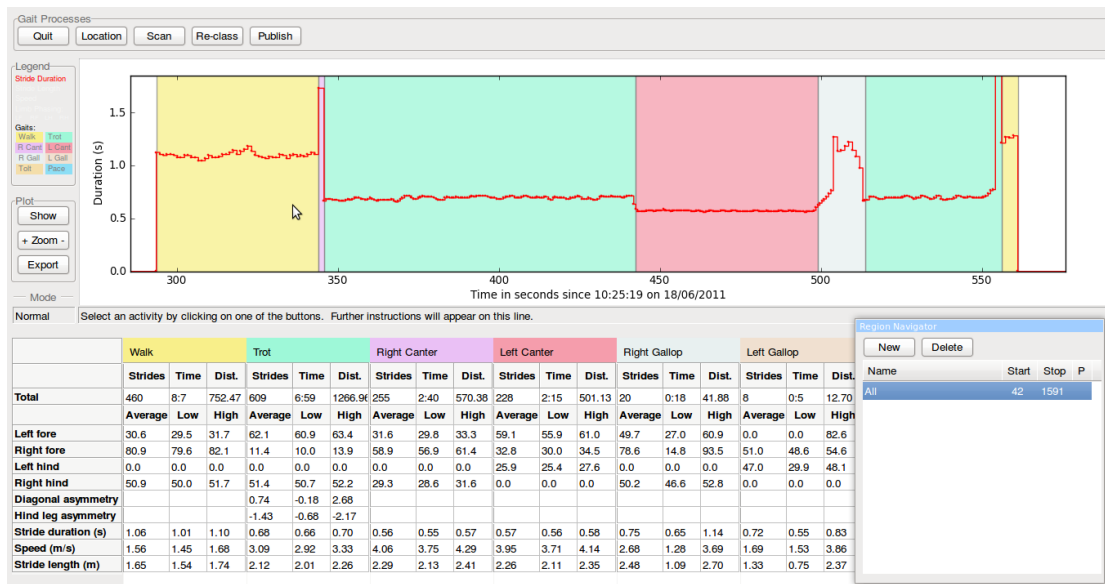 Gait Processes
Quit Location Scan Re-class Publish
Legend
Stride Duration
Gaits:
Walk Trot
R Cant L Cant
R Gall L Gall
Tolt Pace
Plot
Show
+ Zoom -
Export
Mode
Normal
Duration (s)
1.5
1.0
0.5
0.0
300 350 400 450 500 550
Time in seconds since 10:25:19 on 18/06/2011
Select an activity by clicking on one of the buttons. Further instructions will appear on this line.
Walk Trot Right Canter Left Canter Right Gallop Left Gallop
Strides Time Dist. Strides Time Dist. Strides Time Dist. Strides Time Dist. Strides Time Dist. Strides Time Dist.
Total 460 8:7 752.47 609 6:59 1266.96 255 2:40 570.38 228 2:15 501.13 20 0:18 41.88 8 0:5 12.70
Average Low High Average Low High Average Low High Average Low High Average Low High Average Low High
Left fore 30.6 29.5 31.7 62.1 60.9 63.4 31.6 29.8 33.3 59.1 55.9 61.0 49.7 27.0 60.9 0.0 0.0 82.6
Right fore 80.9 79.6 82.1 11.4 10.0 13.9 58.9 56.9 61.4 32.8 30.0 34.5 78.6 14.8 93.5 51.0 48.6 54.6
Left hind 0.0 0.0 0.0 0.0 0.0 0.0 0.0 0.0 0.0 25.9 25.4 27.6 0.0 0.0 0.0 47.0 29.9 48.1
Right hind 50.9 50.0 51.7 51.4 50.7 52.2 29.3 28.6 31.6 0.0 0.0 0.0 50.2 46.6 52.8 0.0 0.0 0.0
Diagonal asymmetry 0.74 -0.18 2.68
Hind leg asymmetry -1.43 -0.68 -2.17
Stride duration (s) 1.06 1.01 1.10 0.68 0.66 0.70 0.56 0.55 0.57 0.57 0.56 0.58 0.75 0.65 1.14 0.72 0.55 0.83
Speed (m/s) 1.56 1.45 1.68 3.09 2.92 3.33 4.06 3.75 4.29 3.95 3.71 4.14 2.68 1.28 3.69 1.69 1.53 3.86
Stride length (m) 1.65 1.54 1.74 2.12 2.01 2.26 2.29 2.13 2.41 2.26 2.11 2.35 2.48 1.09 2.70 1.33 0.75 2.37
Region Navigator
New Delete
Name Start Stop P
All 42 1591